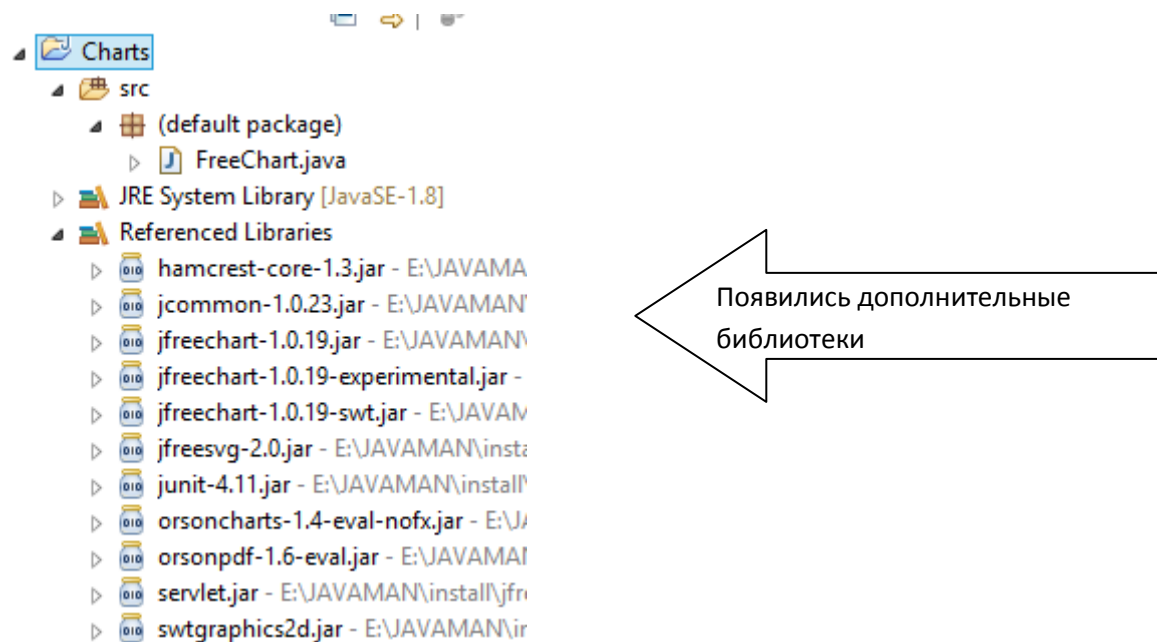 Charts
src
(default package)
FreeChart.java
JRE System Library [JavaSE-1.8]
Referenced Libraries
hamcrest-core-1.3.jar - E:\JAVAMA
jcommon-1.0.23.jar - E:\JAVAMAN
jfreechart-1.0.19.jar - E:\JAVAMAN
jfreechart-1.0.19-experimental.jar -
jfreechart-1.0.19-swt.jar - E:\JAVAM
jfreesvg-2.0.jar - E:\JAVAMAN\insta
junit-4.11.jar - E:\JAVAMAN\install
orsoncharts-1.4-eval-nofx.jar - E:\JA
orsonpdf-1.6-eval.jar - E:\JAVAMA
servlet.jar - E:\JAVAMAN\install\jfr
swtgraphics2d.jar - E:\JAVAMAN\ir
Появились дополнительные
библиотеки